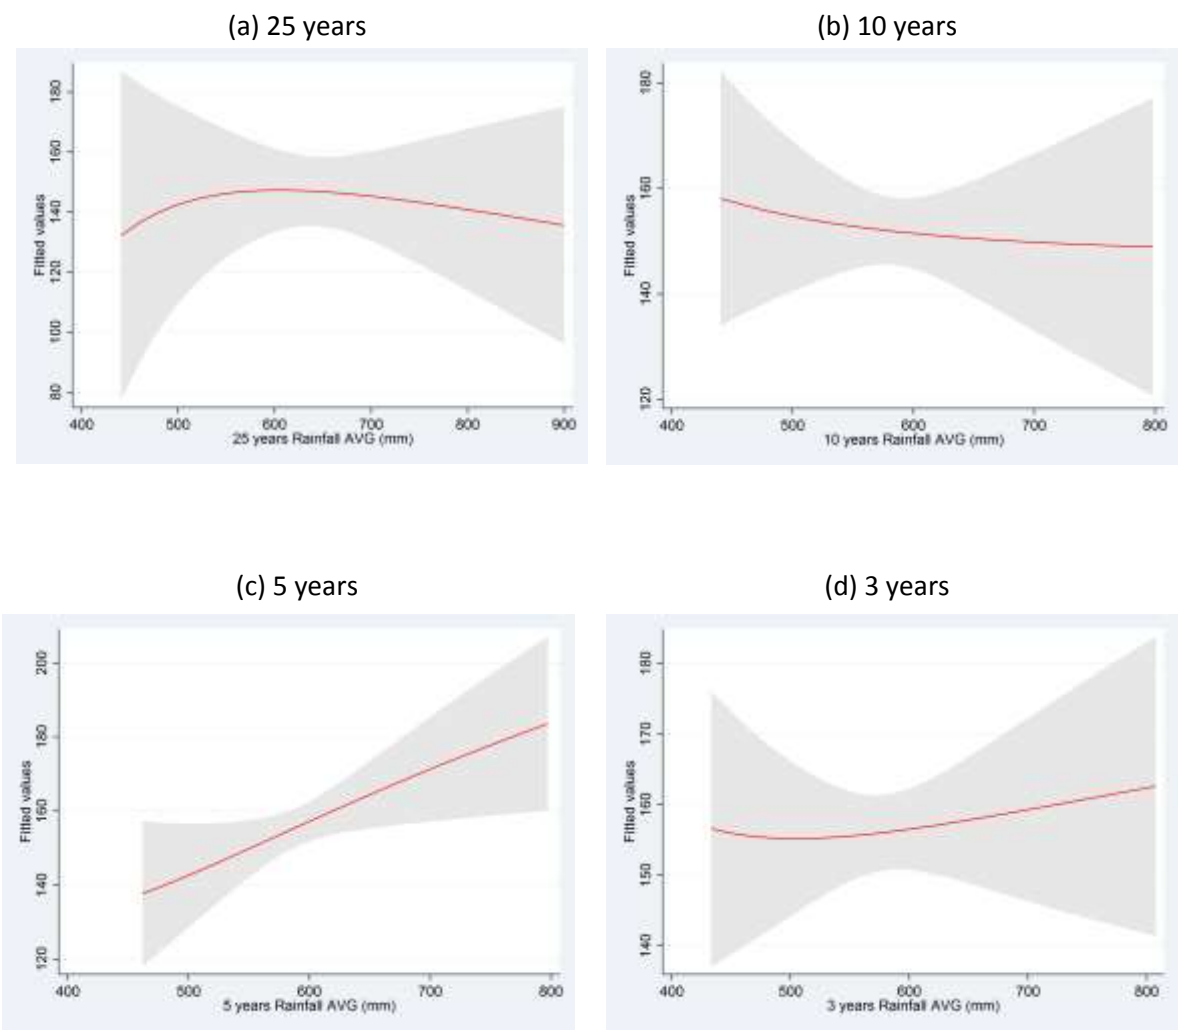 (a) 25 years
180
160
140
120
100
80
Fitted values
400 500 600 700 800 900
25 years Rainfall AVG (mm)
(b) 10 years
180
160
140
120
Fitted values
400 500 600 700 800
10 years Rainfall AVG (mm)
(c) 5 years
200
180
160
140
120
Fitted values
400 500 600 700 800
5 years Rainfall AVG (mm)
(d) 3 years
180
170
160
150
140
Fitted values
400 500 600 700 800
3 years Rainfall AVG (mm)